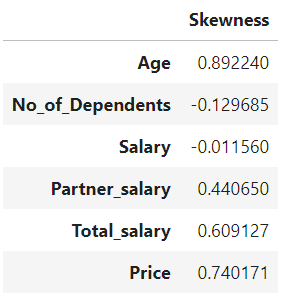 Skewness
Age 0.892240
No_of_Dependents -0.129685
Salary -0.011560
Partner_salary 0.440650
Total_salary 0.609127
Price 0.740171